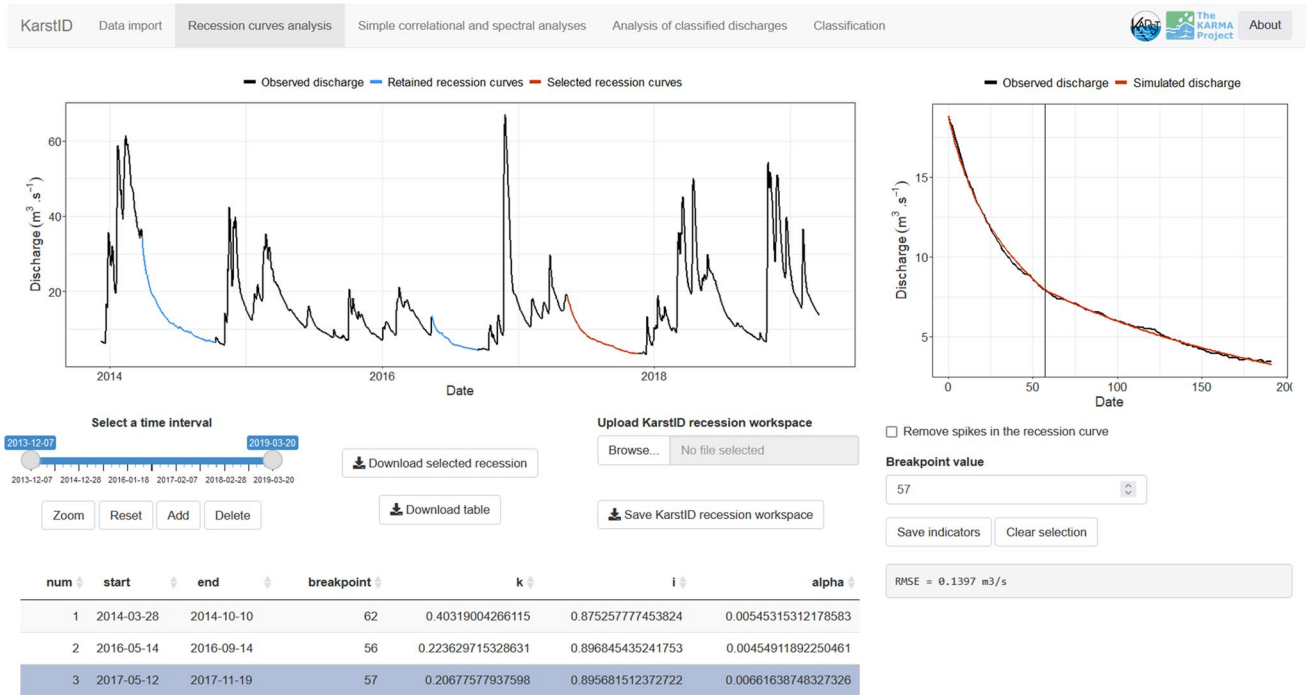 KarstID Data import Recession curves analysis Simple correlational and spectral analyses Analysis of classified discharges Classification KARST The KARMA Project About
Observed discharge Retained recession curves Selected recession curves
Discharge (m³ .s⁻¹)
60
40
20
2014 2016 2018
Date
Observed discharge Simulated discharge
Discharge (m³ .s⁻¹)
15
10
5
0 50 100 150 20
Date
Select a time interval
2013-12-07 2019-03-20
2013-12-07 2014-12-28 2016-01-18 2017-02-07 2018-02-28 2019-03-20
Zoom Reset Add Delete
Download selected recession
Download table
Upload KarstID recession workspace
Browse... No file selected
Save KarstID recession workspace
Remove spikes in the recession curve
Breakpoint value
57
Save indicators Clear selection
RMSE = 0.1397 m3/s
num start end breakpoint k i alpha
1 2014-03-28 2014-10-10 62 0.40319004266115 0.875257777453824 0.00545315312178583
2 2016-05-14 2016-09-14 56 0.223629715328631 0.896845435241753 0.00454911892250461
3 2017-05-12 2017-11-19 57 0.20677577937598 0.895681512372722 0.00661638748327326